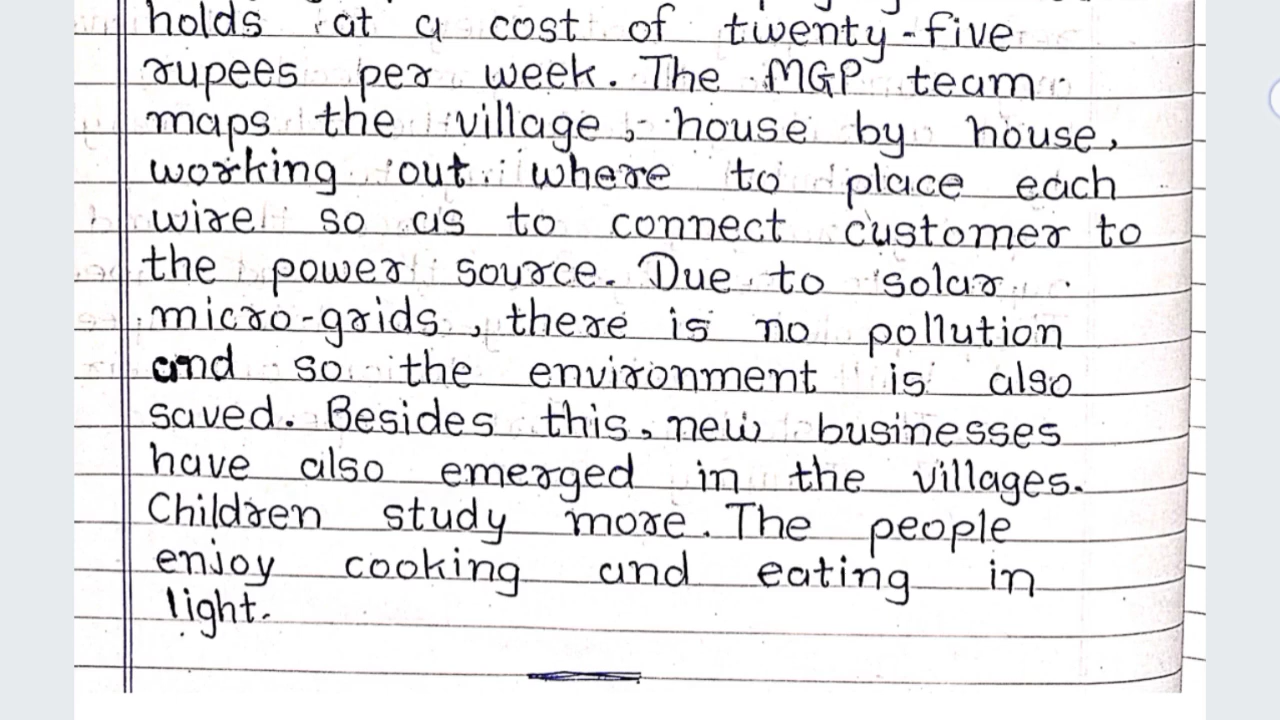 holds at a cost of twenty-five
rupees per week. The MGP team
maps the village, house by house,
working out where to place each
wire so as to connect customer to
the power source. Due to solar
micro-grids, there is no pollution
and so the environment is also
saved. Besides this, new businesses
have also emerged in the villages.
Children study more. The people
enjoy cooking and eating in
light.